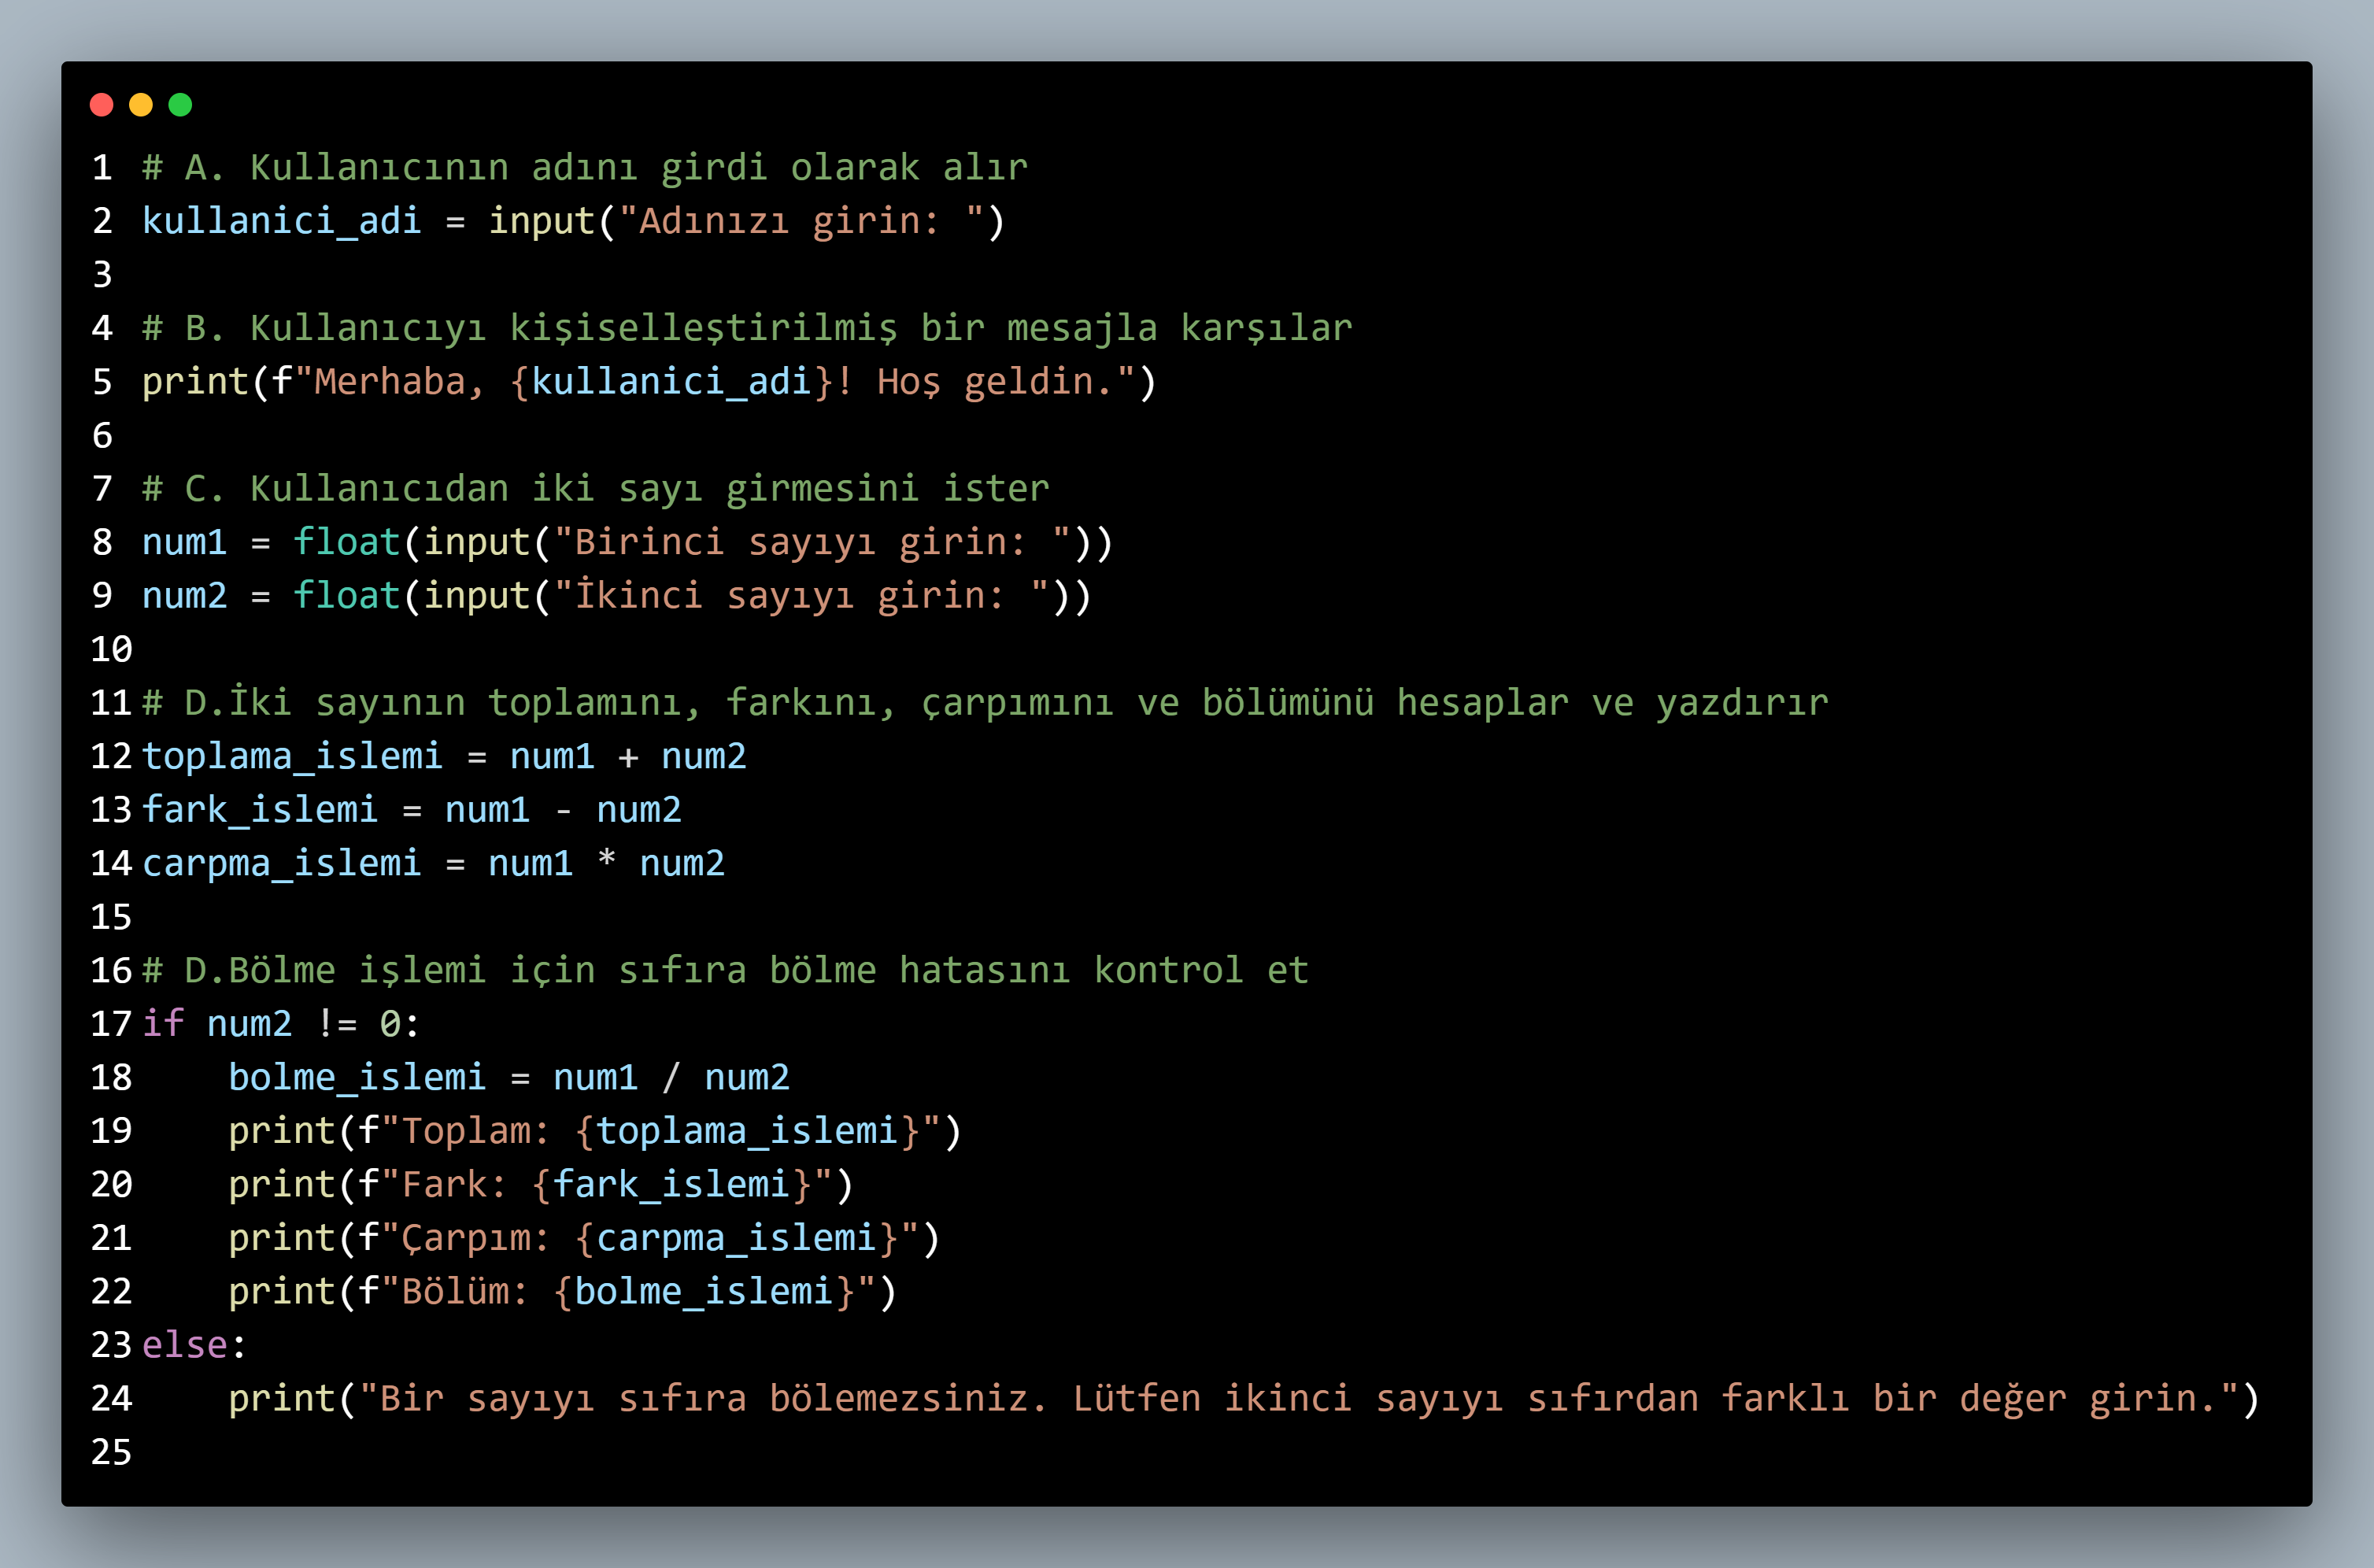 1 # A. Kullanıcının adını girdi olarak alır
2 kullanici_adi = input("Adınızı girin: ")
3
4 # B. Kullanıcıyı kişiselleştirilmiş bir mesajla karşılar
5 print(f"Merhaba, {kullanici_adi}! Hoş geldin.")
6
7 # C. Kullanıcıdan iki sayı girmesini ister
8 num1 = float(input("Birinci sayıyı girin: "))
9 num2 = float(input("İkinci sayıyı girin: "))
10
11 # D.İki sayının toplamını, farkını, çarpımını ve bölümünü hesaplar ve yazdırır
12 toplama_islemi = num1 + num2
13 fark_islemi = num1 - num2
14 carpma_islemi = num1 * num2
15
16 # D.Bölme işlemi için sıfıra bölme hatasını kontrol et
17 if num2 != 0:
18     bolme_islemi = num1 / num2
19     print(f"Toplam: {toplama_islemi}")
20     print(f"Fark: {fark_islemi}")
21     print(f"Çarpım: {carpma_islemi}")
22     print(f"Bölüm: {bolme_islemi}")
23 else:
24     print("Bir sayıyı sıfıra bölemezsiniz. Lütfen ikinci sayıyı sıfırdan farklı bir değer girin.")
25